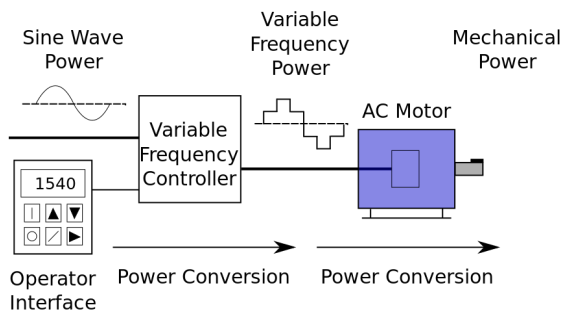 Sine Wave
Power
Variable
Frequency
Power
Mechanical
Power
AC Motor
Variable
Frequency
Controller
1540
Operator
Interface
Power Conversion
Power Conversion